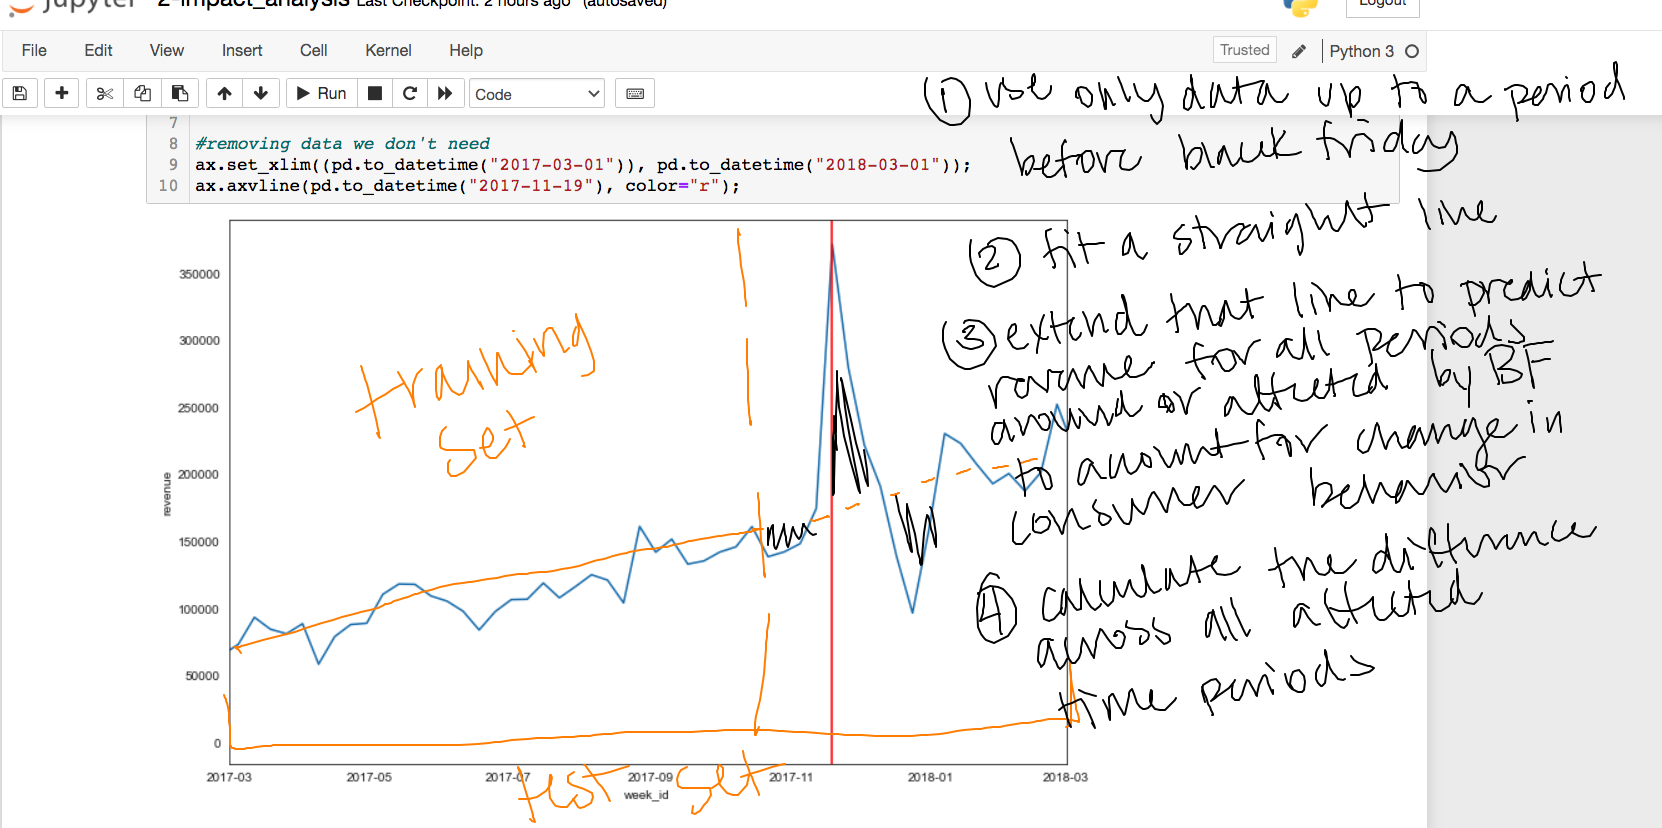 jupyter 2-impact_analysis Last Checkpoint: 2 hours ago (autosaved)
Logout
File Edit View Insert Cell Kernel Help
Trusted Python 3
Run Code
① use only data up to a period
before black friday
7
8 #removing data we don't need
9 ax.set_xlim((pd.to_datetime("2017-03-01")), pd.to_datetime("2018-03-01"));
10 ax.axvline(pd.to_datetime("2017-11-19"), color="r");
② fit a straight line
③ extend that line to predict
revenue for all periods
around or affected by BF
to account for change in
consumer behavior
④ calculate the difference
across all affected
time periods
training
set
350000
300000
250000
200000
150000
100000
50000
0
revenue
2017-03 2017-05 2017-07 2017-09 2017-11 2018-01 2018-03
week_id
test set